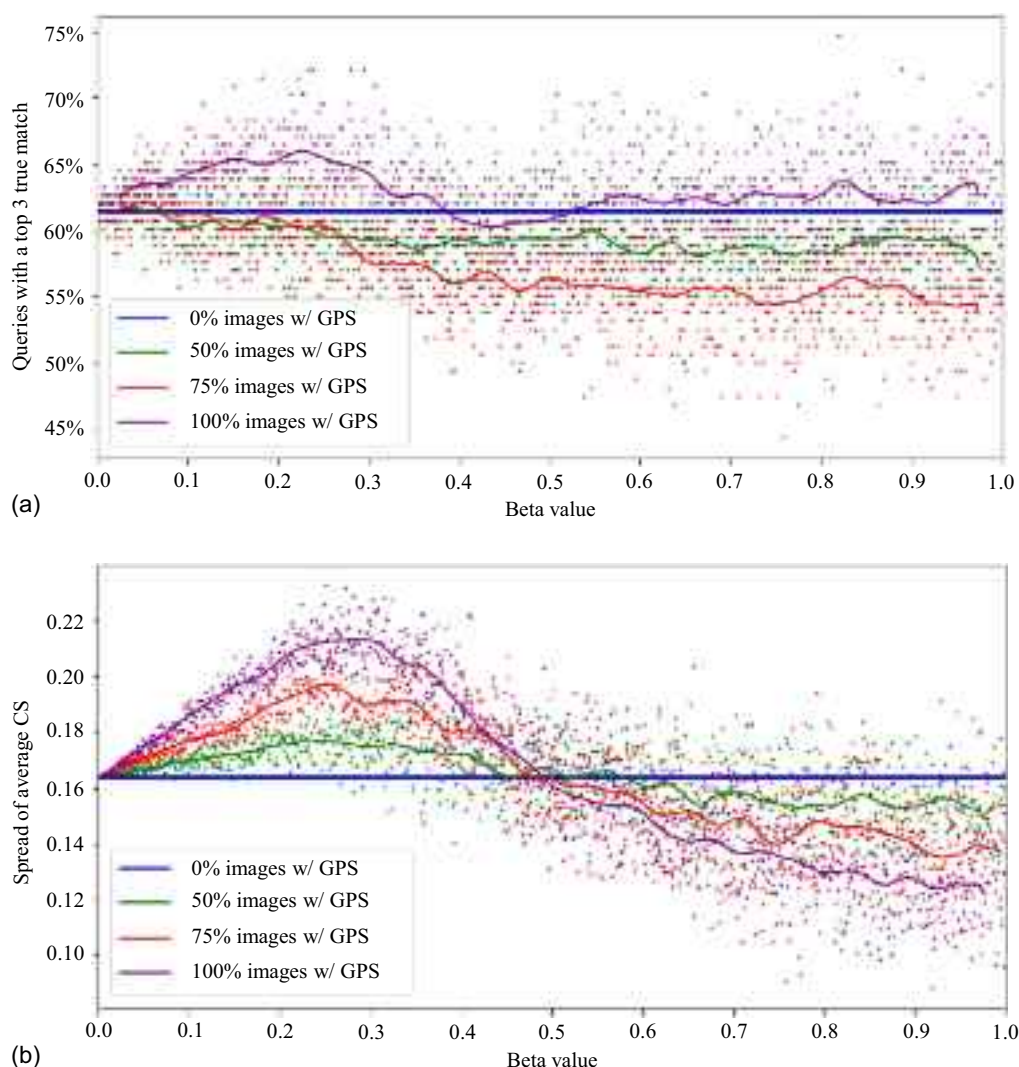 75%
70%
65%
60%
55%
50%
45%
Queries with a top 3 true match
0% images w/ GPS
50% images w/ GPS
75% images w/ GPS
100% images w/ GPS
0.0 0.1 0.2 0.3 0.4 0.5 0.6 0.7 0.8 0.9 1.0
Beta value
(a)
0.22
0.20
0.18
0.16
0.14
0.12
0.10
Spread of average CS
0% images w/ GPS
50% images w/ GPS
75% images w/ GPS
100% images w/ GPS
0.0 0.1 0.2 0.3 0.4 0.5 0.6 0.7 0.8 0.9 1.0
Beta value
(b)